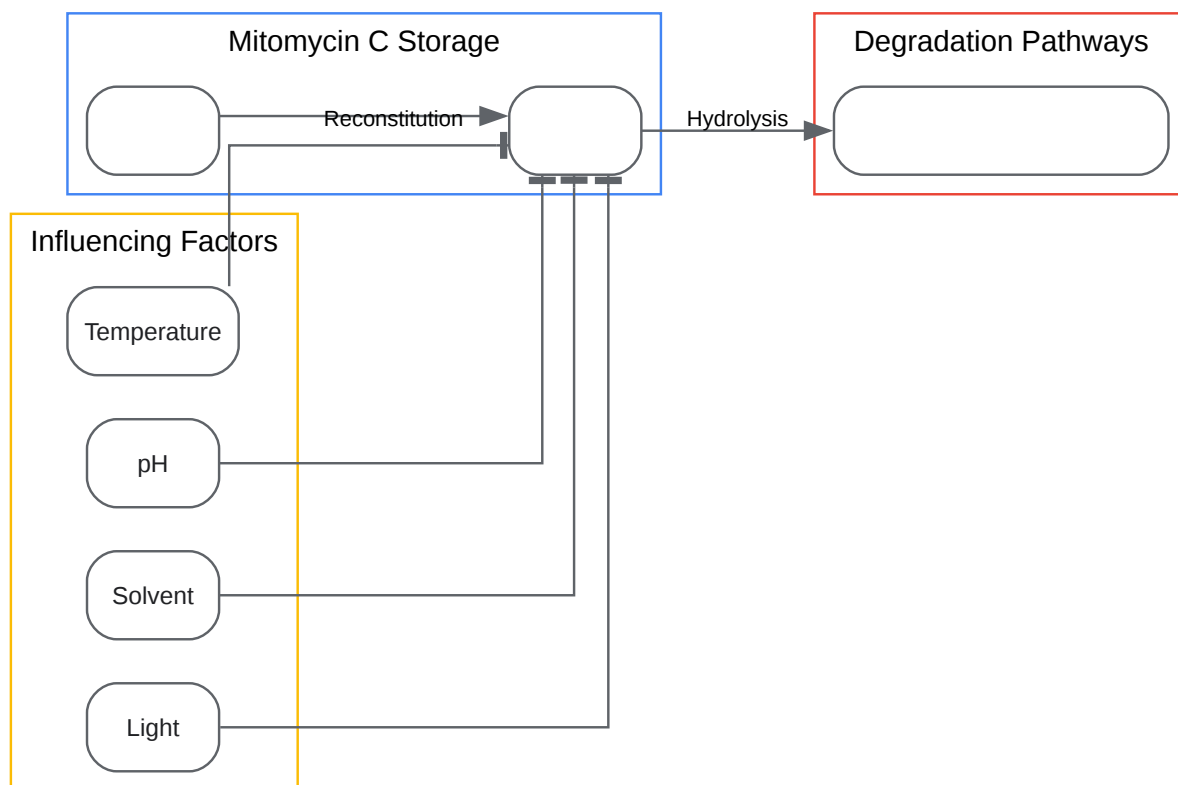 Mitomycin C Storage
Degradation Pathways
Reconstitution
Hydrolysis
Influencing Factors
Temperature
pH
Solvent
Light